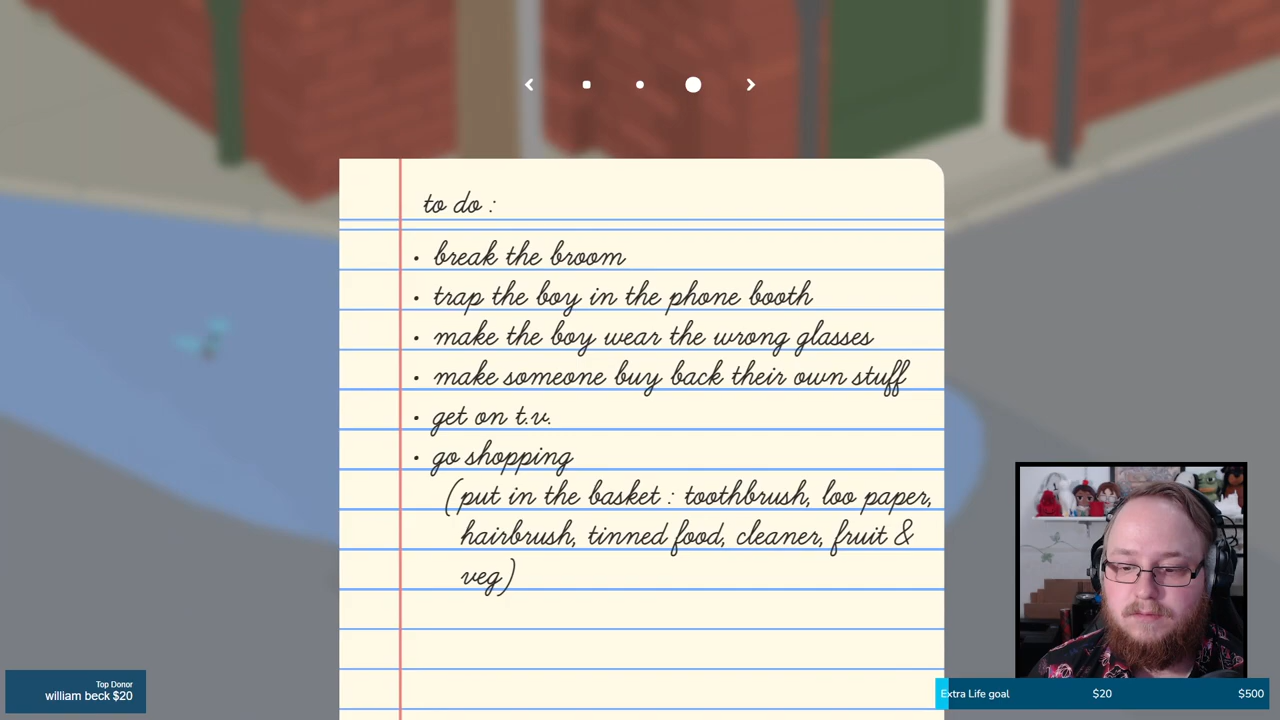 to do :
• break the broom
• trap the boy in the phone booth
• make the boy wear the wrong glasses
• make someone buy back their own stuff
• get on t.v.
• go shopping
(put in the basket : toothbrush, loo paper,
hairbrush, tinned food, cleaner, fruit &
veg)
Top Donor
william beck $20
Extra Life goal $20 $500